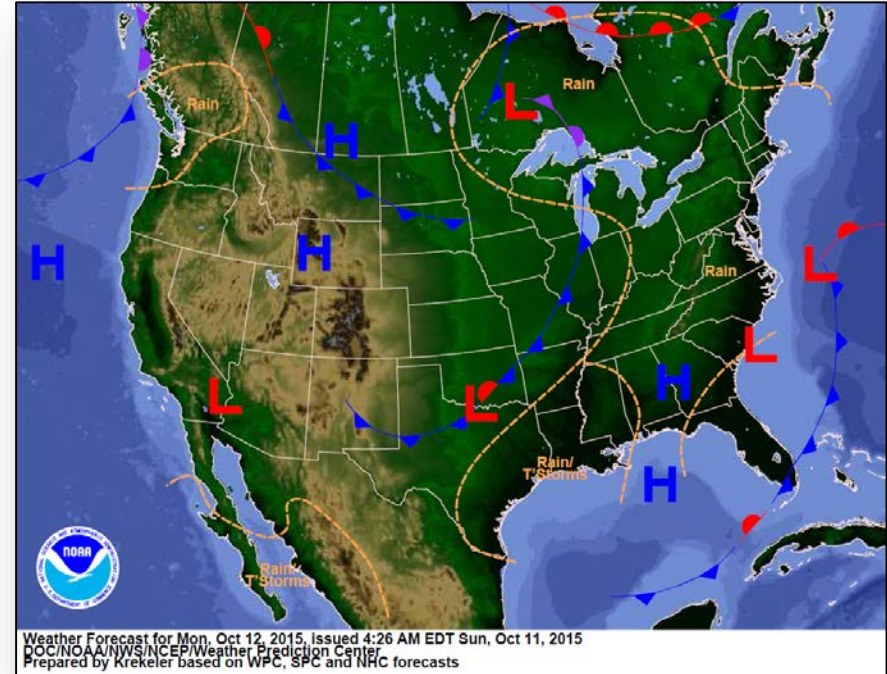 Rain
Rain
L
H
H
H
L
Rain
L
L
H
L
Rain/
T'Storms
H
Rain/
T'Storms
NOAA
Weather Forecast for Mon, Oct 12, 2015, issued 4:26 AM EDT Sun, Oct 11, 2015
DOC/NOAA/NWS/NCEP/Weather Prediction Center
Prepared by Krekeler based on WPC, SPC and NHC forecasts